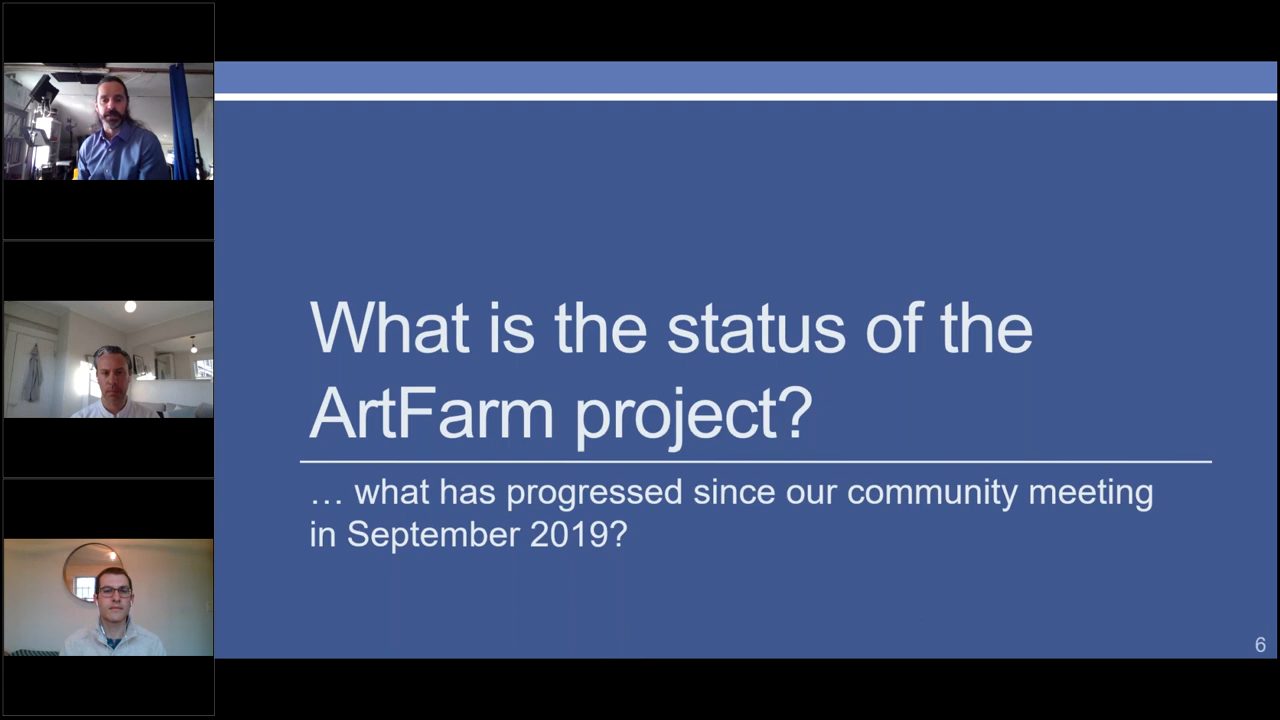 What is the status of the
ArtFarm project?
… what has progressed since our community meeting
in September 2019?
6